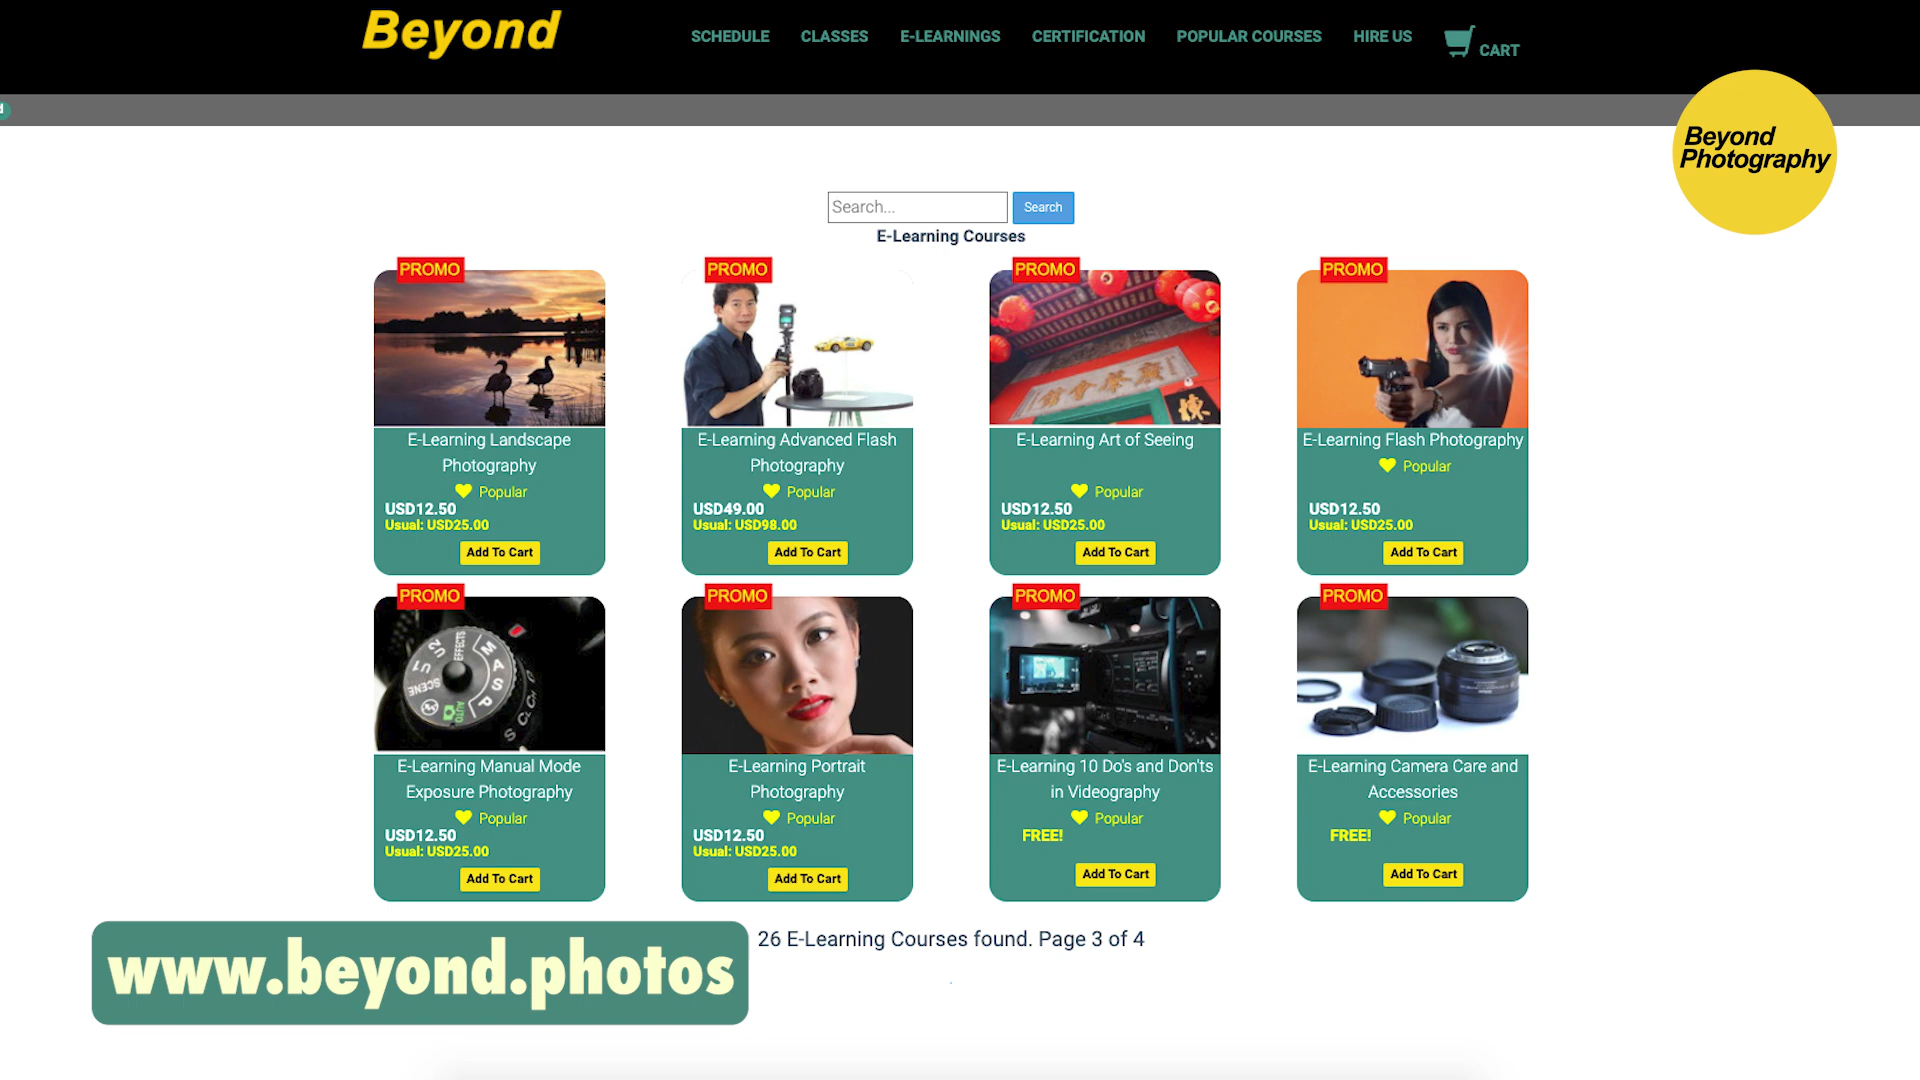 Beyond
SCHEDULE
CLASSES
E-LEARNINGS
CERTIFICATION
POPULAR COURSES
HIRE US
CART
Beyond
Photography
Search...
Search
E-Learning Courses
PROMO
PROMO
PROMO
PROMO
E-Learning Landscape
Photography
Popular
USD12.50
Usual: USD25.00
Add To Cart
E-Learning Advanced Flash
Photography
Popular
USD49.00
Usual: USD98.00
Add To Cart
E-Learning Art of Seeing
Popular
USD12.50
Usual: USD25.00
Add To Cart
E-Learning Flash Photography
Popular
USD12.50
Usual: USD25.00
Add To Cart
PROMO
PROMO
PROMO
PROMO
EFFECTS
M
A
S
P
AUTO
SCENE
U1
U2
S
CL
CH
E-Learning Manual Mode
Exposure Photography
Popular
USD12.50
Usual: USD25.00
Add To Cart
E-Learning Portrait
Photography
Popular
USD12.50
Usual: USD25.00
Add To Cart
E-Learning 10 Do's and Don'ts
in Videography
Popular
FREE!
Add To Cart
E-Learning Camera Care and
Accessories
Popular
FREE!
Add To Cart
26 E-Learning Courses found. Page 3 of 4
www.beyond.photos